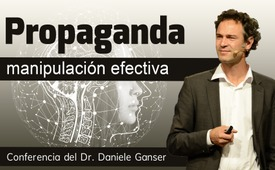 Propaganda
manipulación efectiva
Conferencia del Dr. Daniele Ganser